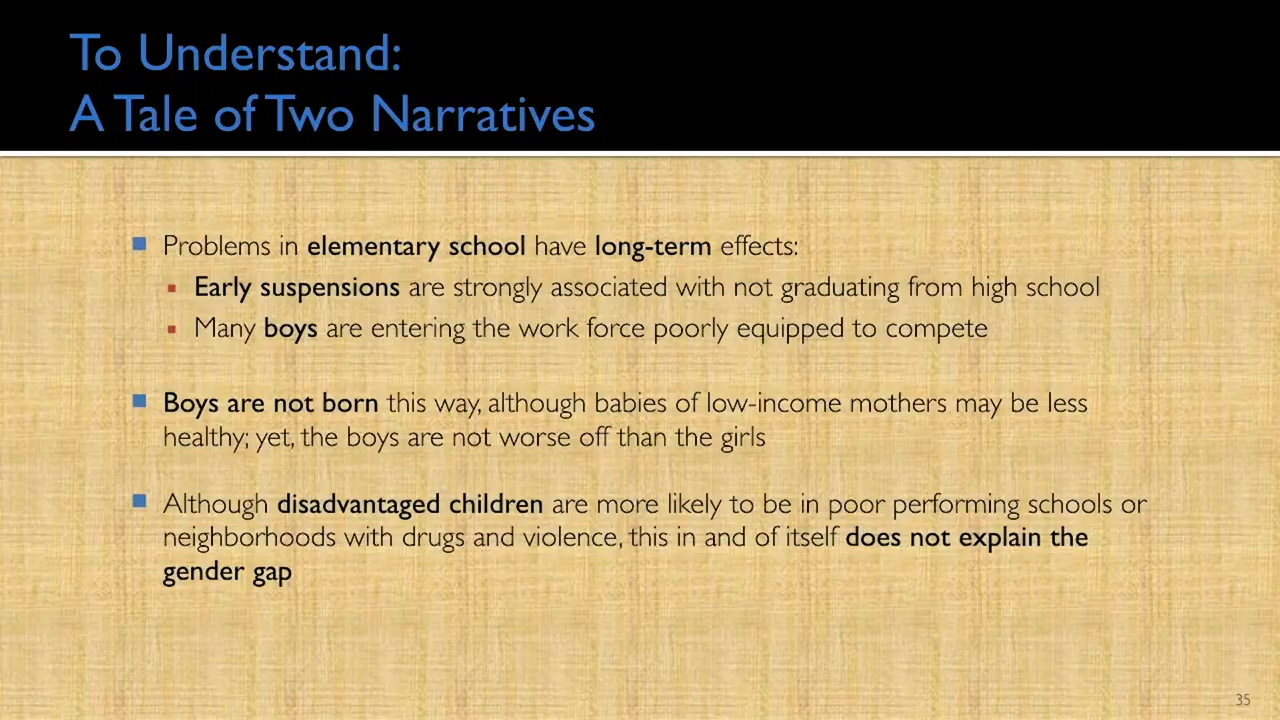 To Understand:
A Tale of Two Narratives
Problems in elementary school have long-term effects:
Early suspensions are strongly associated with not graduating from high school
Many boys are entering the work force poorly equipped to compete
Boys are not born this way, although babies of low-income mothers may be less
healthy; yet, the boys are not worse off than the girls
Although disadvantaged children are more likely to be in poor performing schools or
neighborhoods with drugs and violence, this in and of itself does not explain the
gender gap
35